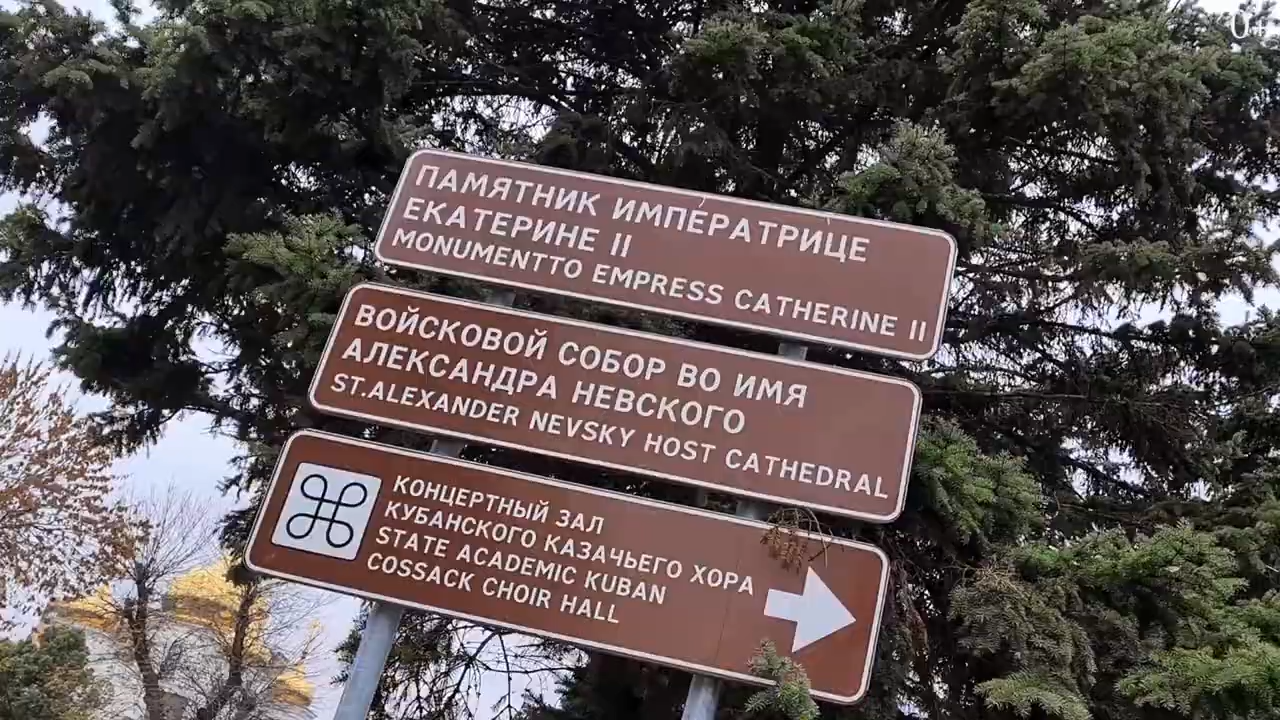 ПАМЯТНИК ИМПЕРАТРИЦЕ
ЕКАТЕРИНЕ II
MONUMENTTO EMPRESS CATHERINE II
ВОЙСКОВОЙ СОБОР ВО ИМЯ
АЛЕКСАНДРА НЕВСКОГО
ST.ALEXANDER NEVSKY HOST CATHEDRAL
КОНЦЕРТНЫЙ ЗАЛ
КУБАНСКОГО КАЗАЧЬЕГО ХОРА
STATE ACADEMIC KUBAN
COSSACK CHOIR HALL